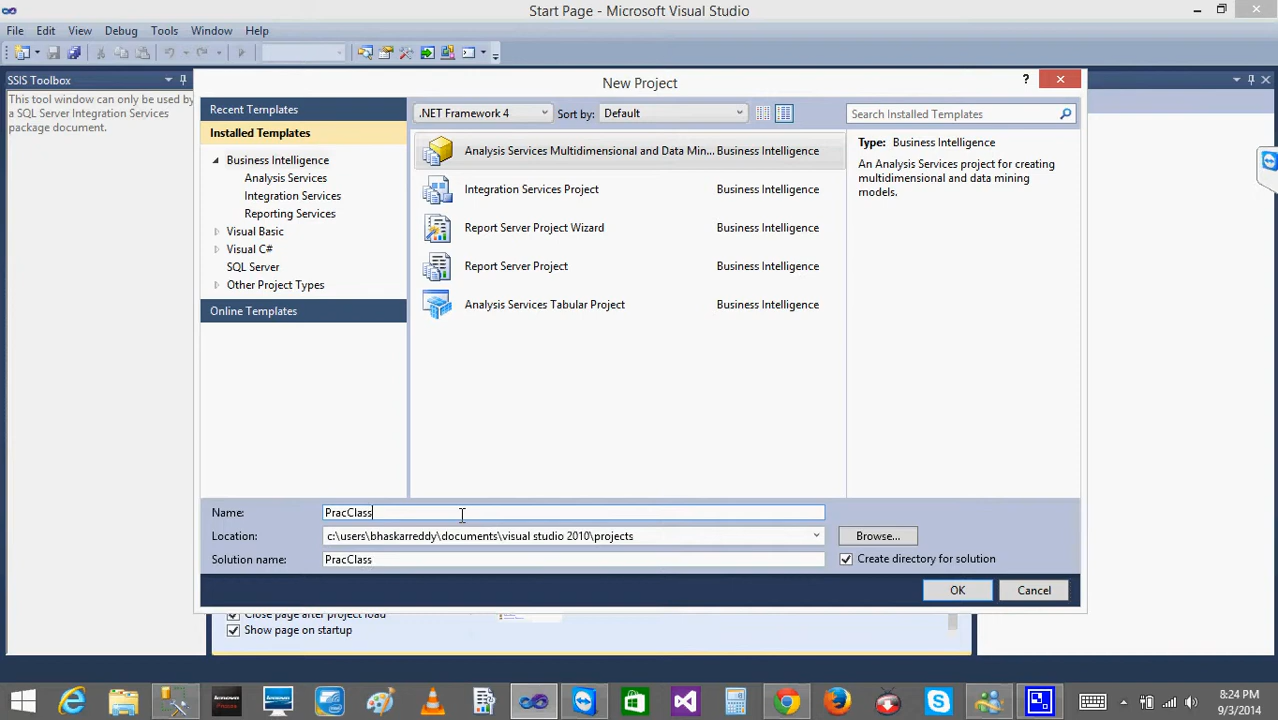 Start Page - Microsoft Visual Studio
File Edit View Debug Tools Window Help
SSIS Toolbox
This tool window can only be used by
a SQL Server Integration Services
package document.
New Project
?
Recent Templates
Installed Templates
Business Intelligence
Analysis Services
Integration Services
Reporting Services
Visual Basic
Visual C#
SQL Server
Other Project Types
Online Templates
.NET Framework 4
Sort by: Default
Search Installed Templates
Analysis Services Multidimensional and Data Min... Business Intelligence
Integration Services Project Business Intelligence
Report Server Project Wizard Business Intelligence
Report Server Project Business Intelligence
Analysis Services Tabular Project Business Intelligence
Type: Business Intelligence
An Analysis Services project for creating
multidimensional and data mining
models.
Name: PracClass
Location: c:\users\bhaskarreddy\documents\visual studio 2010\projects
Browse...
Solution name: PracClass
Create directory for solution
OK Cancel
Close page after project load
Show page on startup
8:24 PM
9/3/2014